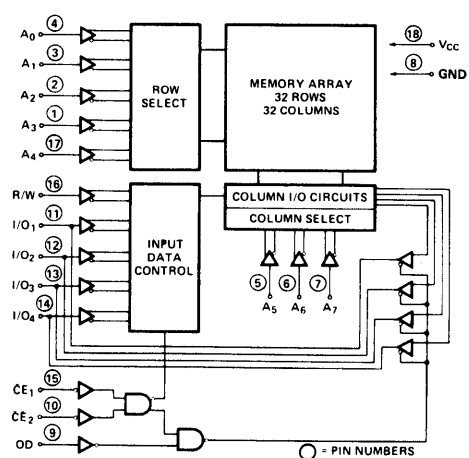 ④
A₀
③
A₁
②
A₂
①
A₃
⑰
A₄
ROW
SELECT
MEMORY ARRAY
32 ROWS
32 COLUMNS
⑱
VCC
⑧
GND
⑯
R/W
⑪
I/O₁
⑫
I/O₂
⑬
I/O₃
⑭
I/O₄
INPUT
DATA
CONTROL
COLUMN I/O CIRCUITS
COLUMN SELECT
⑤ ⑥ ⑦
A₅ A₆ A₇
⑮
C̅E̅₁
⑩
C̅E̅₂
⑨
OD
◯ = PIN NUMBERS